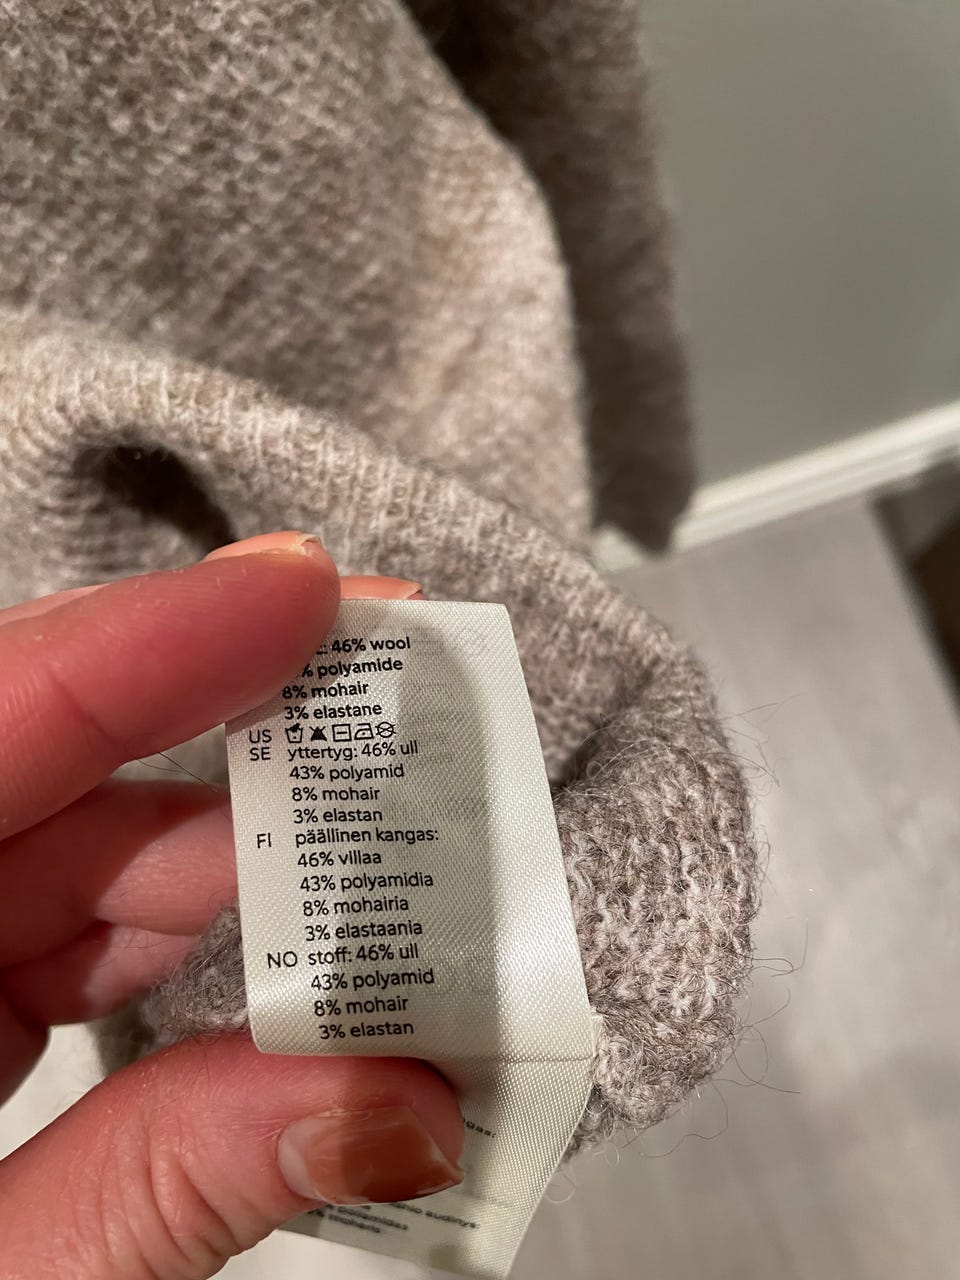 46% wool
% polyamide
8% mohair
3% elastane
US
SE yttertyg: 46% ull
43% polyamid
8% mohair
3% elastan
FI päällinen kangas:
46% villaa
43% polyamidia
8% mohairia
3% elastaania
NO stoff: 46% ull
43% polyamid
8% mohair
3% elastan
audinys: